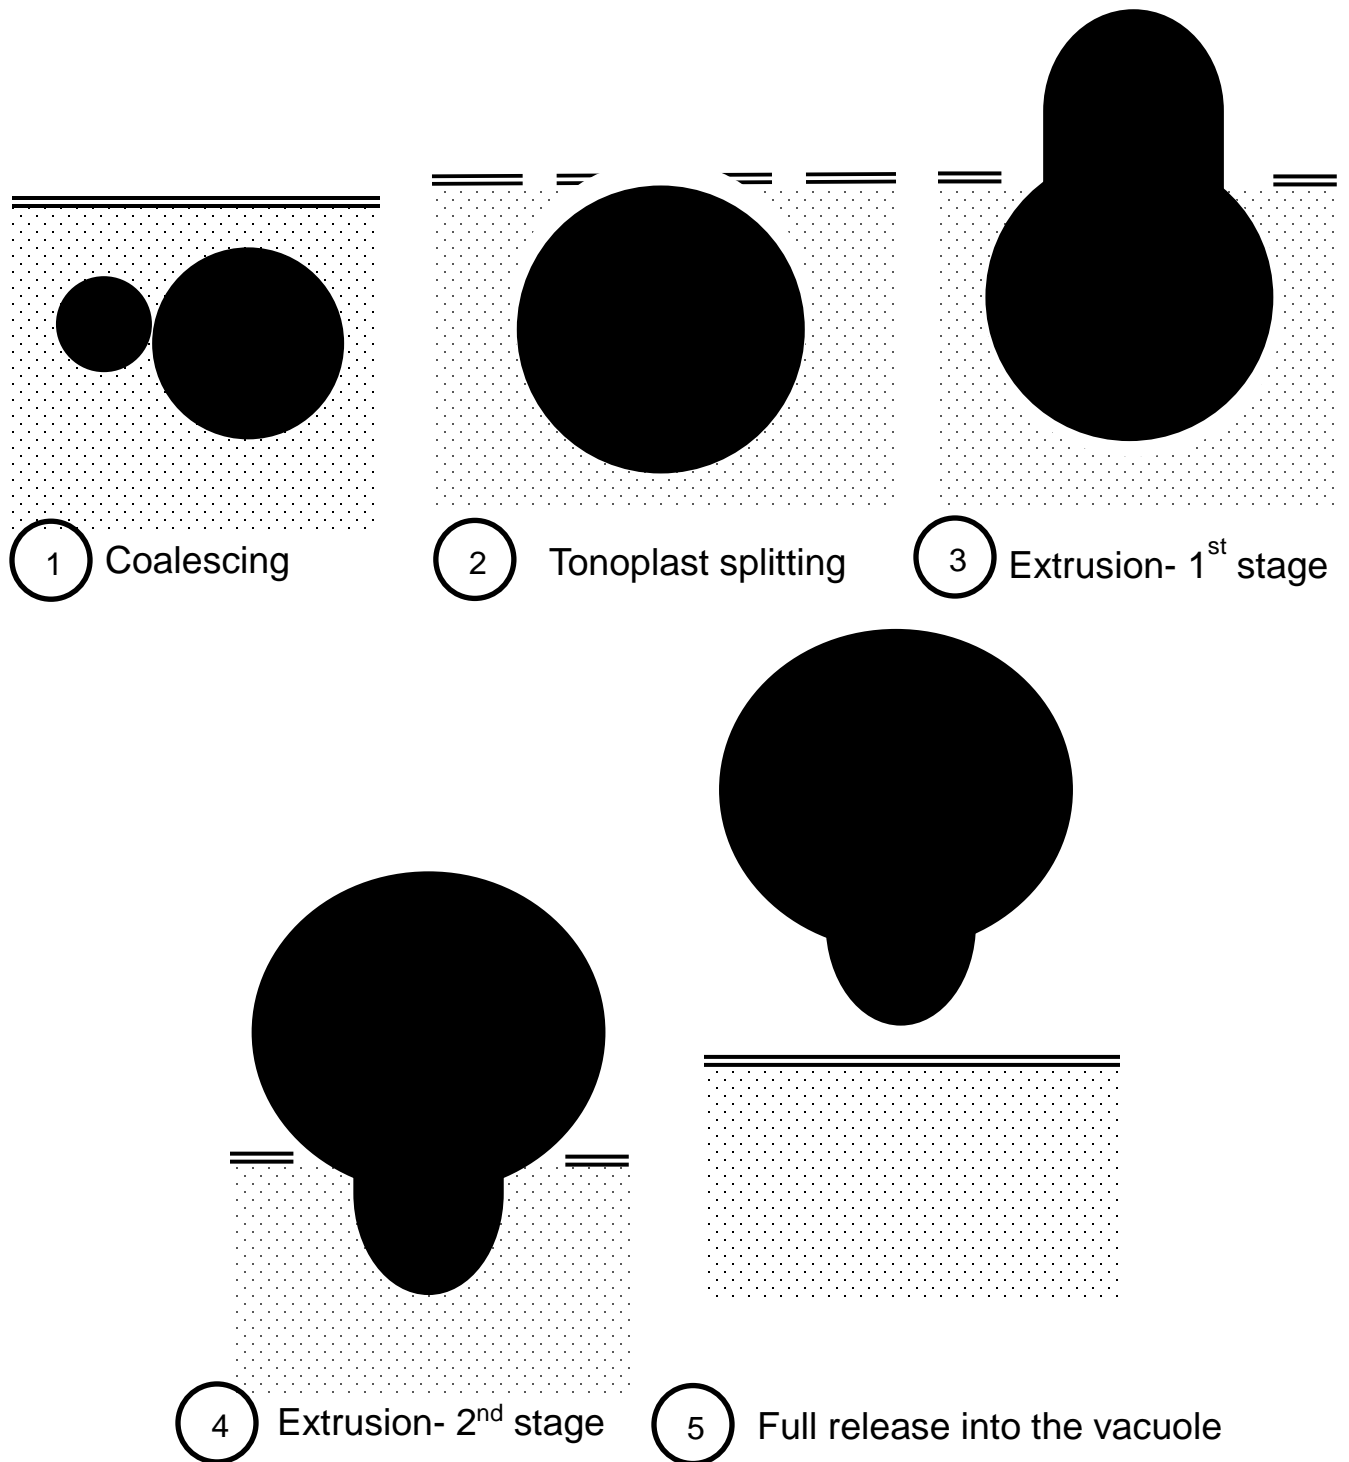 1 Coalescing
2 Tonoplast splitting
3 Extrusion- 1st stage
4 Extrusion- 2nd stage
5 Full release into the vacuole